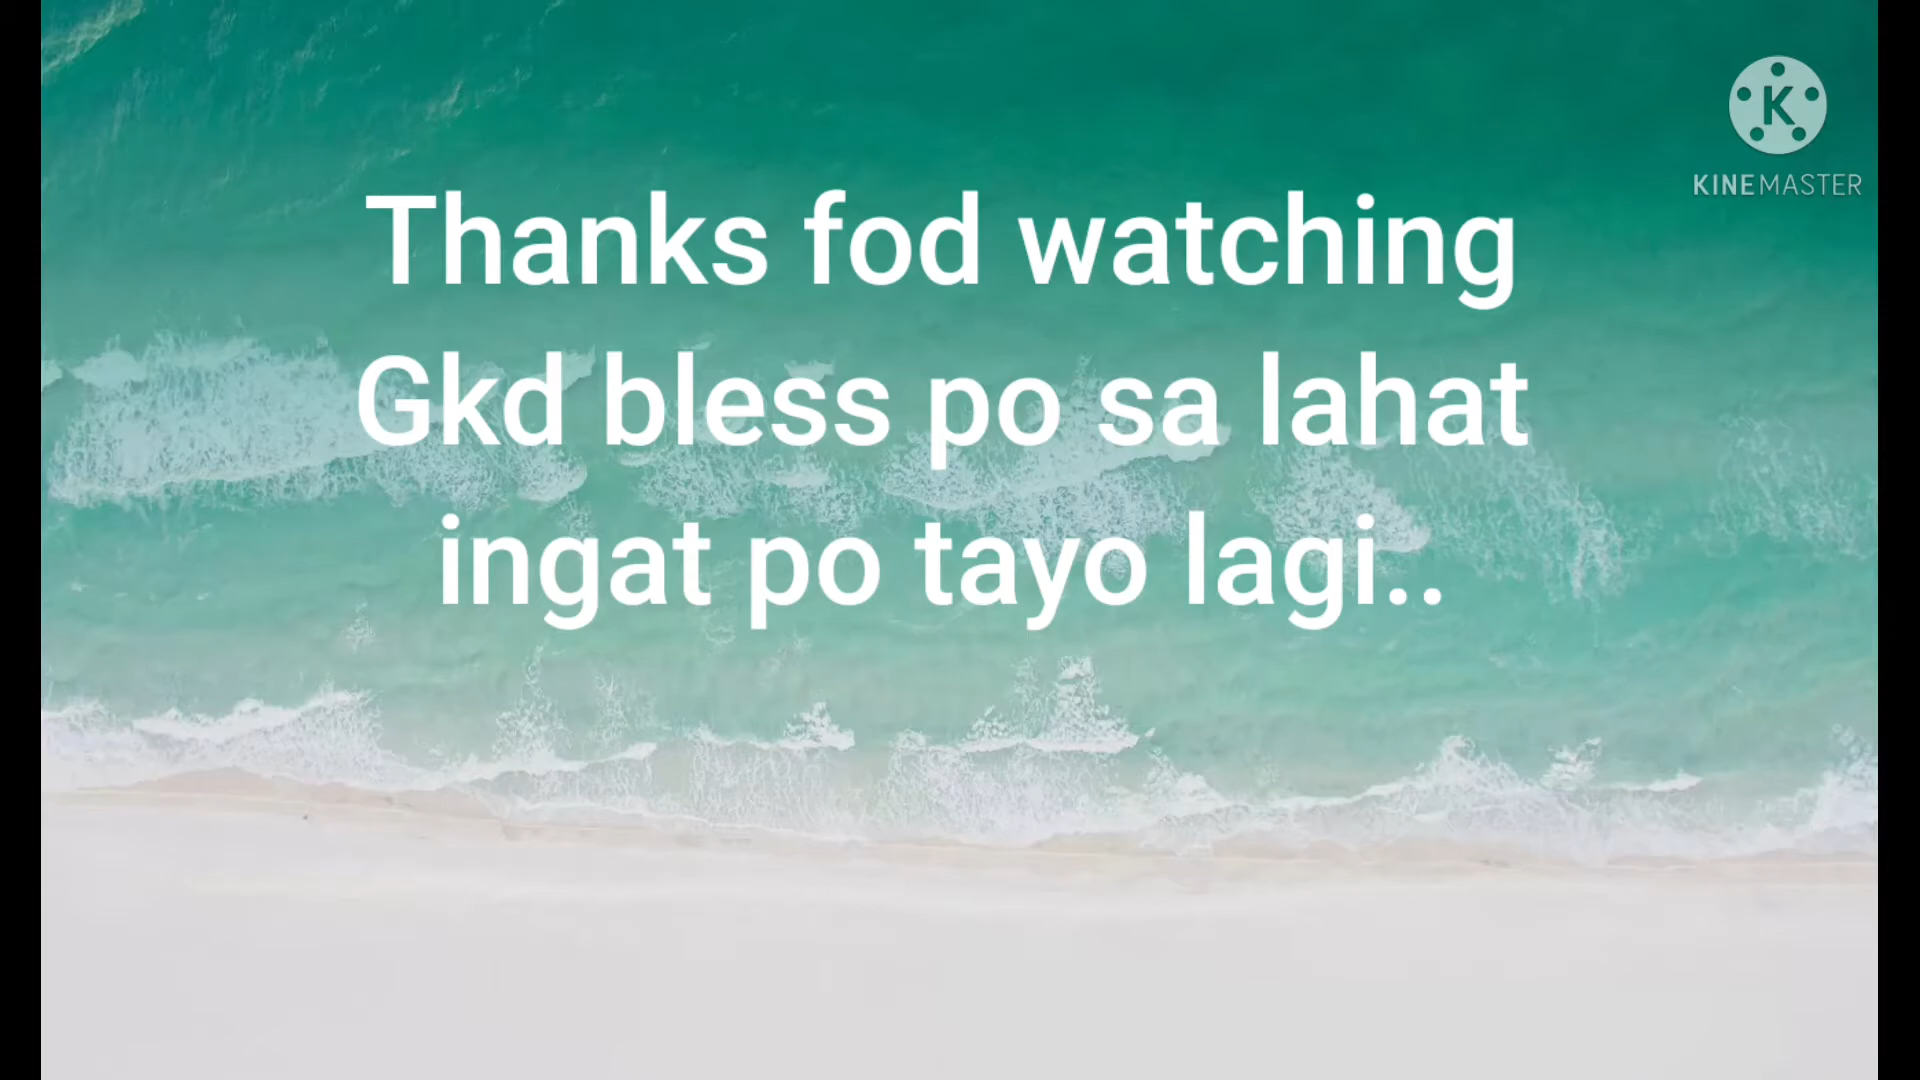 K
KINEMASTER
Thanks fod watching
Gkd bless po sa lahat
ingat po tayo lagi..